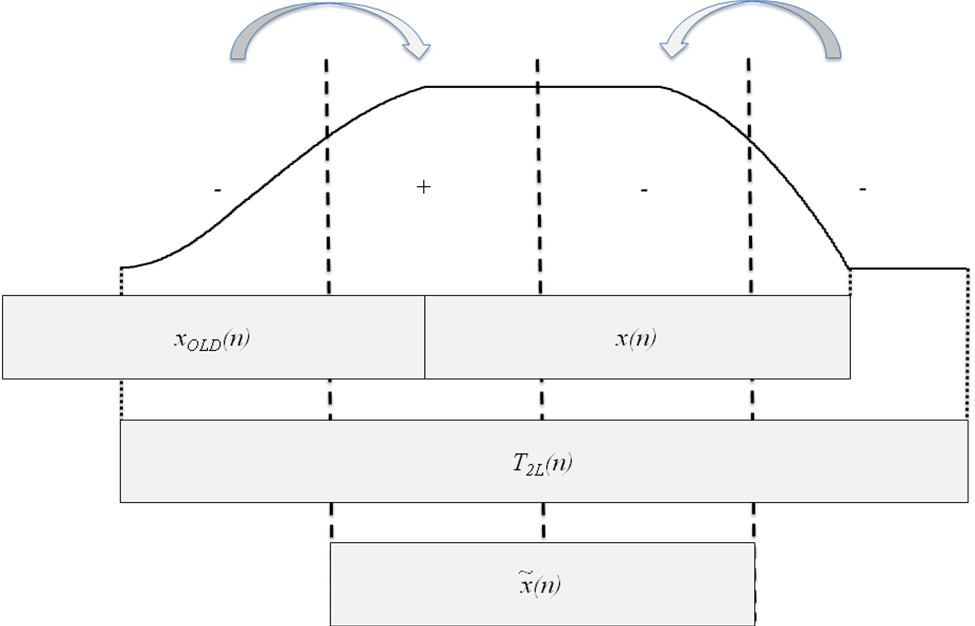 - + - -
x_OLD(n) x(n)
T_2L(n)
x̃(n)